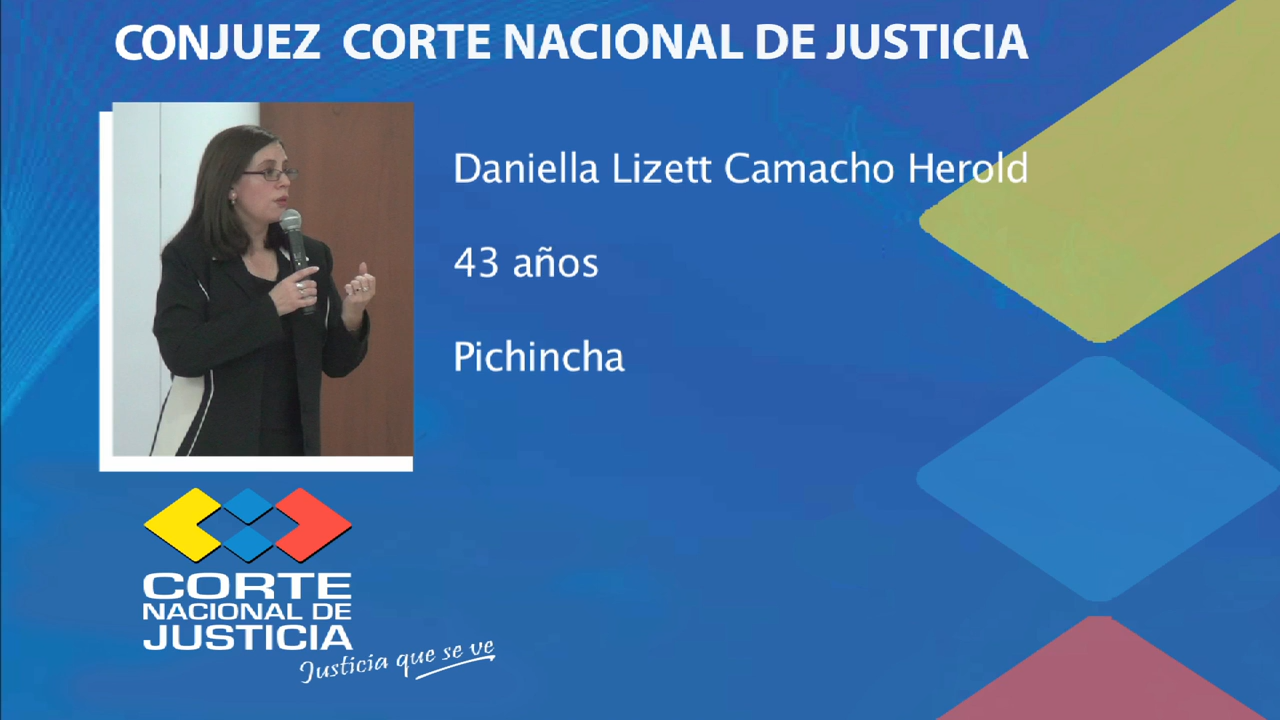 CONJUEZ CORTE NACIONAL DE JUSTICIA
Daniella Lizett Camacho Herold
43 años
Pichincha
CORTE
NACIONAL DE
JUSTICIA
Justicia que se ve